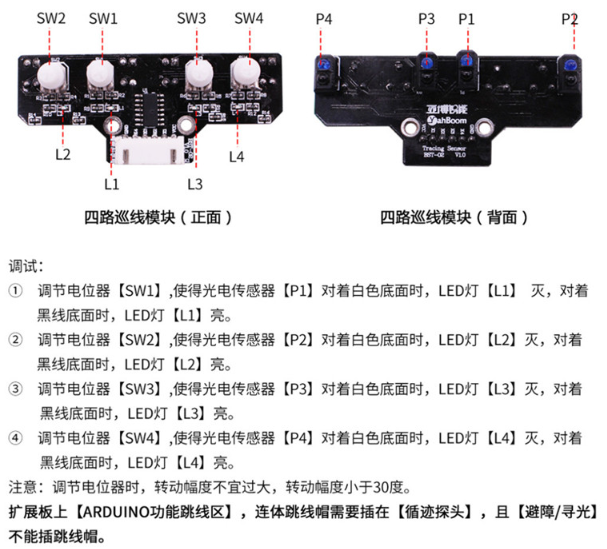 SW2 SW1 SW3 SW4 P4 P3 P1 P2
亚博智能
YahBoom
Tracing Sensor
BST-02 V1.0
L2 L4
L1 L3
四路巡线模块（正面） 四路巡线模块（背面）
调试：
① 调节电位器【SW1】,使得光电传感器【P1】对着白色底面时，LED灯【L1】 灭，对着
黑线底面时，LED灯【L1】亮。
② 调节电位器【SW2】,使得光电传感器【P2】对着白色底面时，LED灯【L2】灭，对着
黑线底面时，LED灯【L2】亮。
③ 调节电位器【SW3】,使得光电传感器【P3】对着白色底面时，LED灯【L3】灭，对着
黑线底面时，LED灯【L3】亮。
④ 调节电位器【SW4】,使得光电传感器【P4】对着白色底面时，LED灯【L4】灭，对着
黑线底面时，LED灯【L4】亮。
注意：调节电位器时，转动幅度不宜过大，转动幅度小于30度。
扩展板上【ARDUINO功能跳线区】，连体跳线帽需要插在【循迹探头】，且【避障/寻光】
不能插跳线帽。